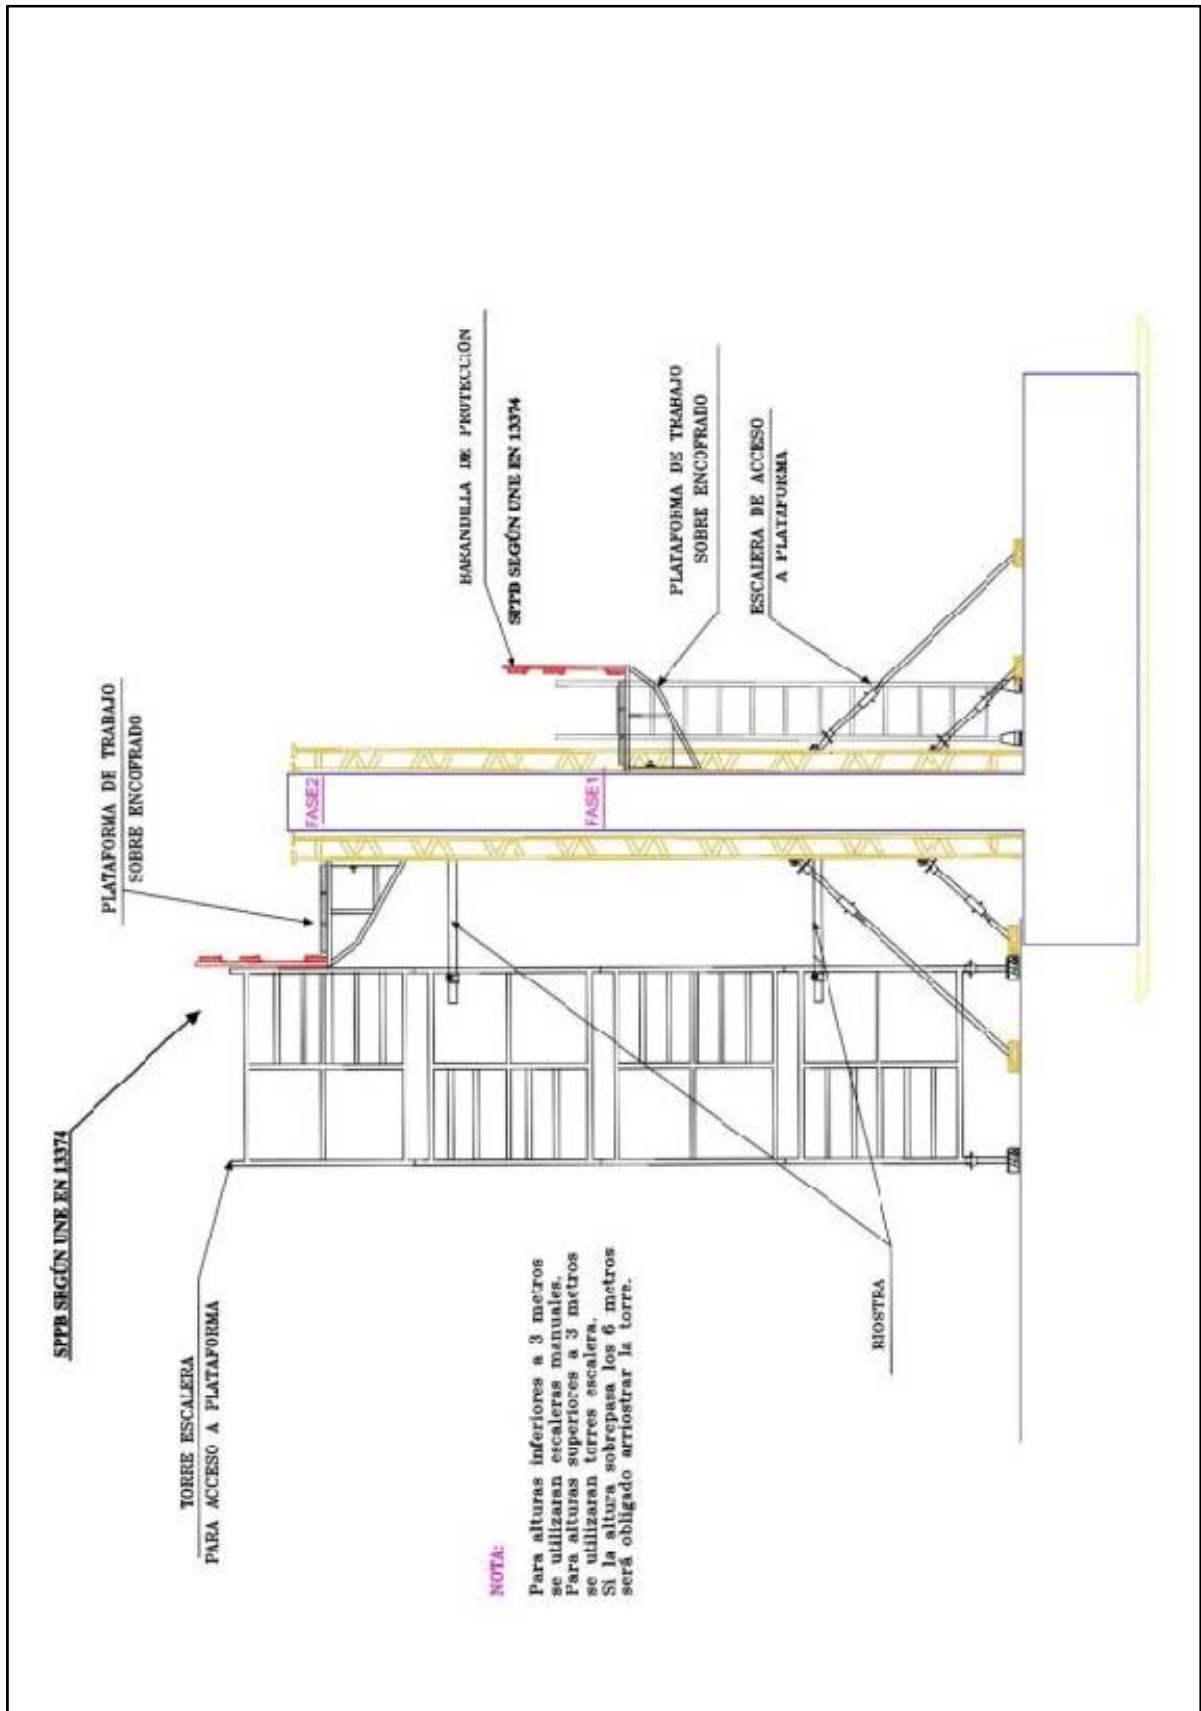 SPPB SEGÚN UNE EN 13374
TORRE ESCALERA
PARA ACCESO A PLATAFORMA
PLATAFORMA DE TRABAJO
SOBRE ENCOFRADO
BARANDILLA DE PROTECCIÓN
SPPB SEGÚN UNE EN 13374
PLATAFORMA DE TRABAJO
SOBRE ENCOFRADO
ESCALERA DE ACCESO
A PLATAFORMA
FASE2
FASE1
RIOSTRA
NOTA:
Para alturas inferiores a 3 metros
se utilizaran escaleras manuales.
Para alturas superiores a 3 metros
se utilizaran torres escalera.
Si la altura sobrepasa los 6 metros
será obligado arriostrar la torre.